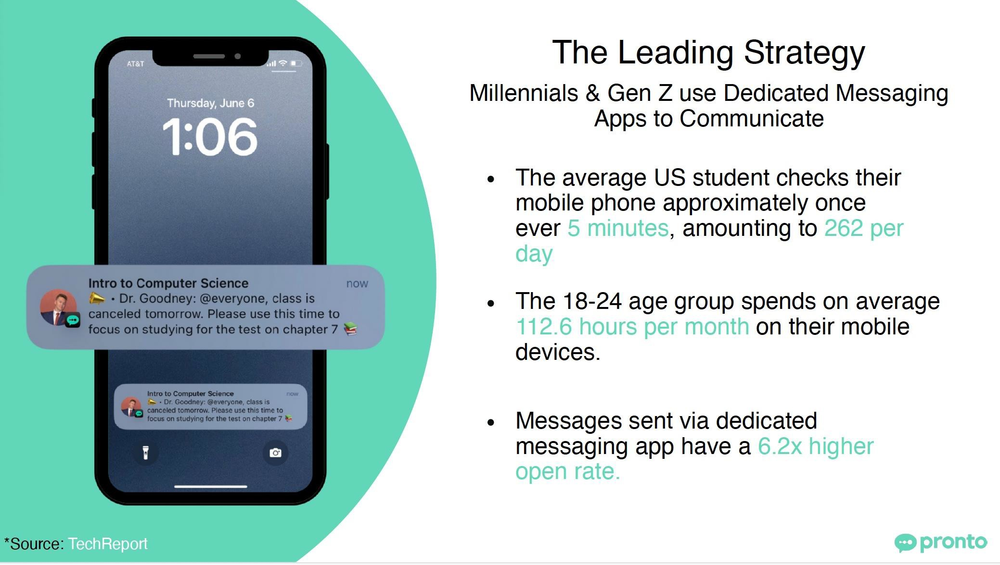 AT&T
Thursday, June 6
1:06
Intro to Computer Science now
• Dr. Goodney: @everyone, class is
canceled tomorrow. Please use this time to
focus on studying for the test on chapter 7
Intro to Computer Science now
• Dr. Goodney: @everyone, class is
canceled tomorrow. Please use this time to
focus on studying for the test on chapter 7
*Source: TechReport
The Leading Strategy
Millennials & Gen Z use Dedicated Messaging
Apps to Communicate
• The average US student checks their
mobile phone approximately once
ever 5 minutes, amounting to 262 per
day
• The 18-24 age group spends on average
112.6 hours per month on their mobile
devices.
• Messages sent via dedicated
messaging app have a 6.2x higher
open rate.
pronto